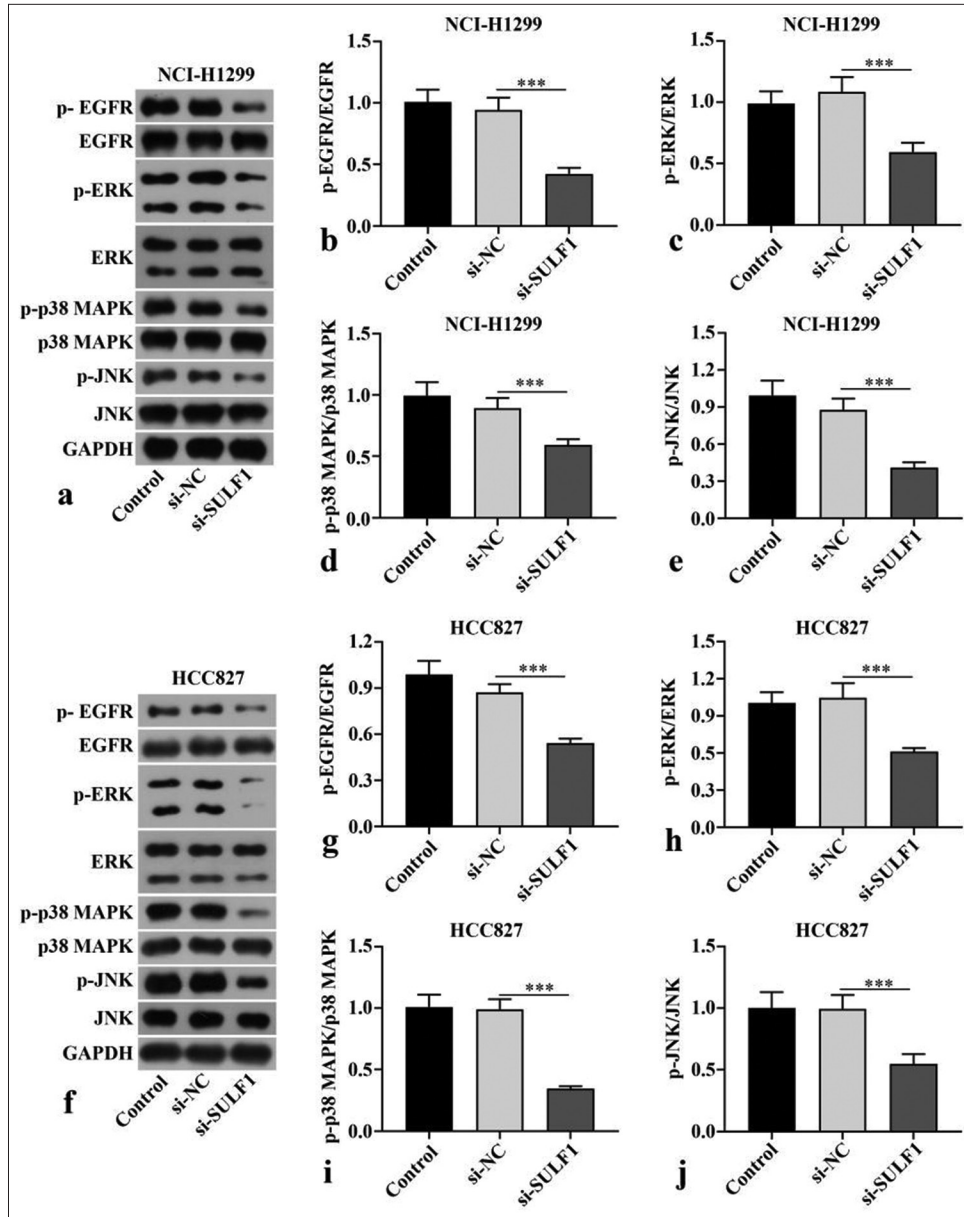 NCI-H1299
p- EGFR
EGFR
p-ERK
ERK
p-p38 MAPK
p38 MAPK
p-JNK
JNK
GAPDH
Control
si-NC
si-SULF1
a
NCI-H1299
p-EGFR/EGFR
1.5
1.0
0.5
0.0
***
Control
si-NC
si-SULF1
b
NCI-H1299
p-ERK/ERK
1.5
1.0
0.5
0.0
***
Control
si-NC
si-SULF1
c
NCI-H1299
p-p38 MAPK/p38 MAPK
1.5
1.0
0.5
0.0
***
Control
si-NC
si-SULF1
d
NCI-H1299
p-JNK/JNK
1.5
1.2
0.9
0.6
0.3
0.0
***
Control
si-NC
si-SULF1
e
HCC827
p- EGFR
EGFR
p-ERK
ERK
p-p38 MAPK
p38 MAPK
p-JNK
JNK
GAPDH
Control
si-NC
si-SULF1
f
HCC827
p-EGFR/EGFR
1.2
0.9
0.6
0.3
0.0
***
Control
si-NC
si-SULF1
g
HCC827
p-ERK/ERK
1.5
1.2
0.9
0.5
0.3
0.0
***
Control
si-NC
si-SULF1
h
HCC827
p-p38 MAPK/p38 MAPK
1.5
1.0
0.5
0.0
***
Control
si-NC
si-SULF1
i
HCC827
p-JNK/JNK
1.5
1.0
0.5
0.0
***
Control
si-NC
si-SULF1
j